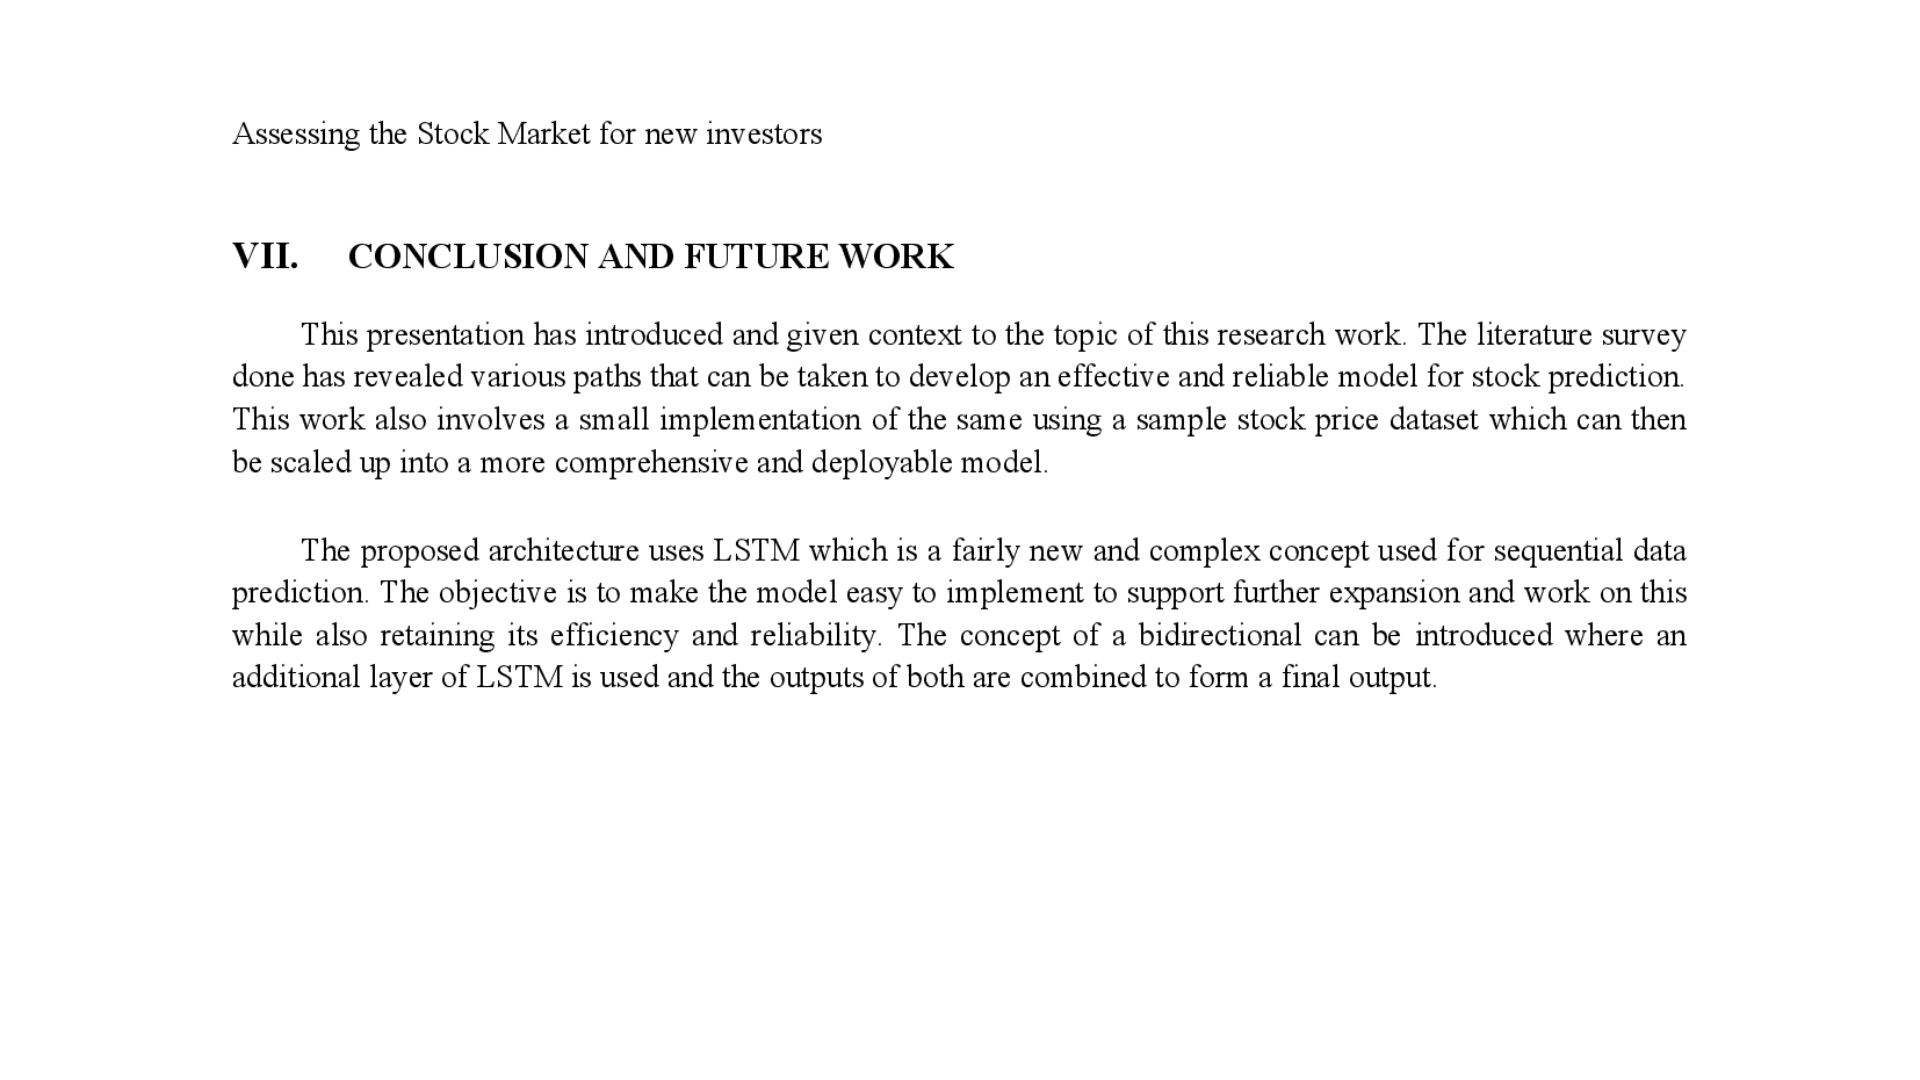 Assessing the Stock Market for new investors
VII. CONCLUSION AND FUTURE WORK
This presentation has introduced and given context to the topic of this research work. The literature survey
done has revealed various paths that can be taken to develop an effective and reliable model for stock prediction.
This work also involves a small implementation of the same using a sample stock price dataset which can then
be scaled up into a more comprehensive and deployable model.
The proposed architecture uses LSTM which is a fairly new and complex concept used for sequential data
prediction. The objective is to make the model easy to implement to support further expansion and work on this
while also retaining its efficiency and reliability. The concept of a bidirectional can be introduced where an
additional layer of LSTM is used and the outputs of both are combined to form a final output.